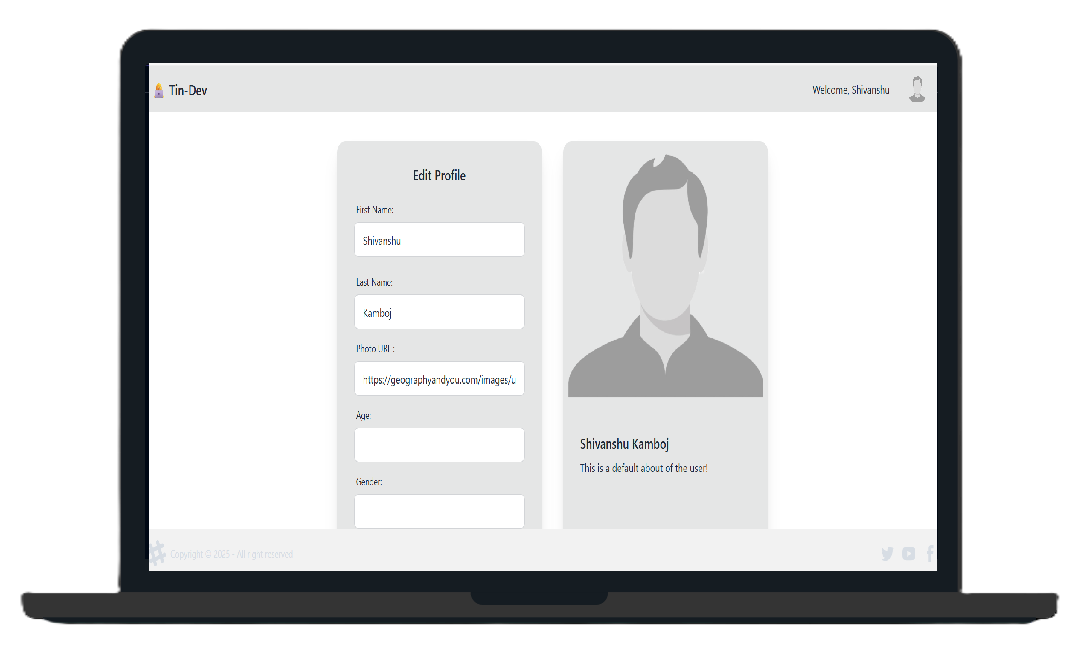 Tin-Dev
Welcome, Shivanshu
Edit Profile
First Name:
Shivanshu
Last Name:
Kamboj
Photo URL:
https://geographyandyou.com/images/u
Age:
Gender:
Shivanshu Kamboj
This is a default about of the user!
Copyright © 2025 - All right reserved